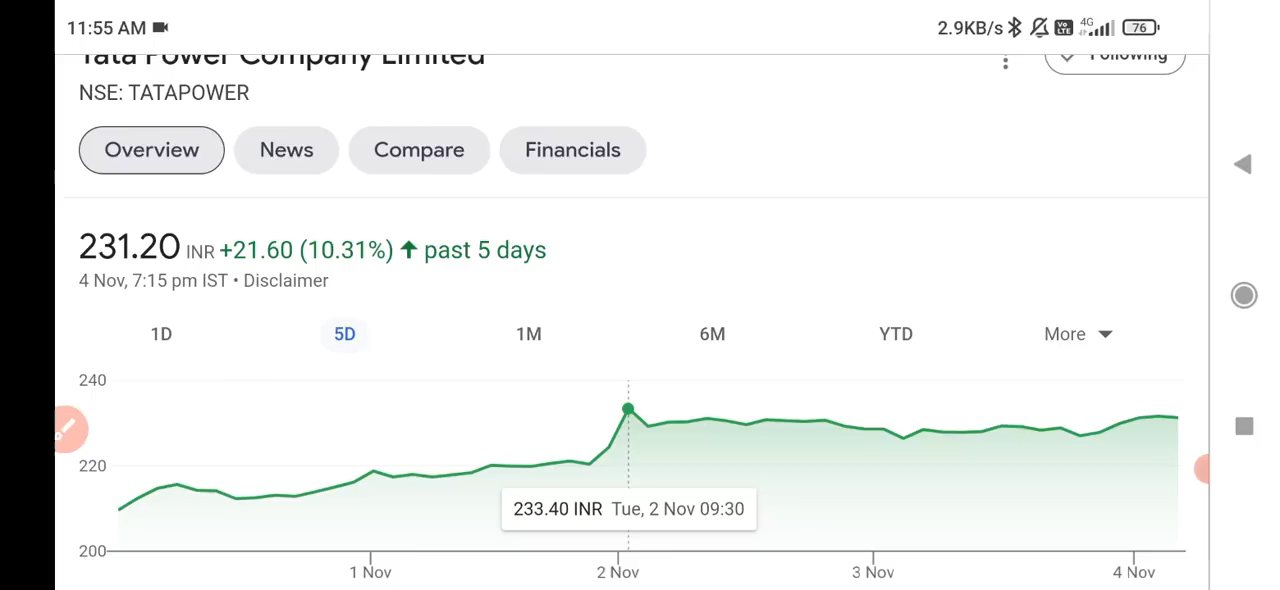 11:55 AM 2.9KB/s 4G 76
Tata Power Company Limited
Following
NSE: TATAPOWER
Overview News Compare Financials
231.20 INR +21.60 (10.31%) ↑ past 5 days
4 Nov, 7:15 pm IST • Disclaimer
1D 5D 1M 6M YTD More
240
220
233.40 INR Tue, 2 Nov 09:30
200
1 Nov 2 Nov 3 Nov 4 Nov